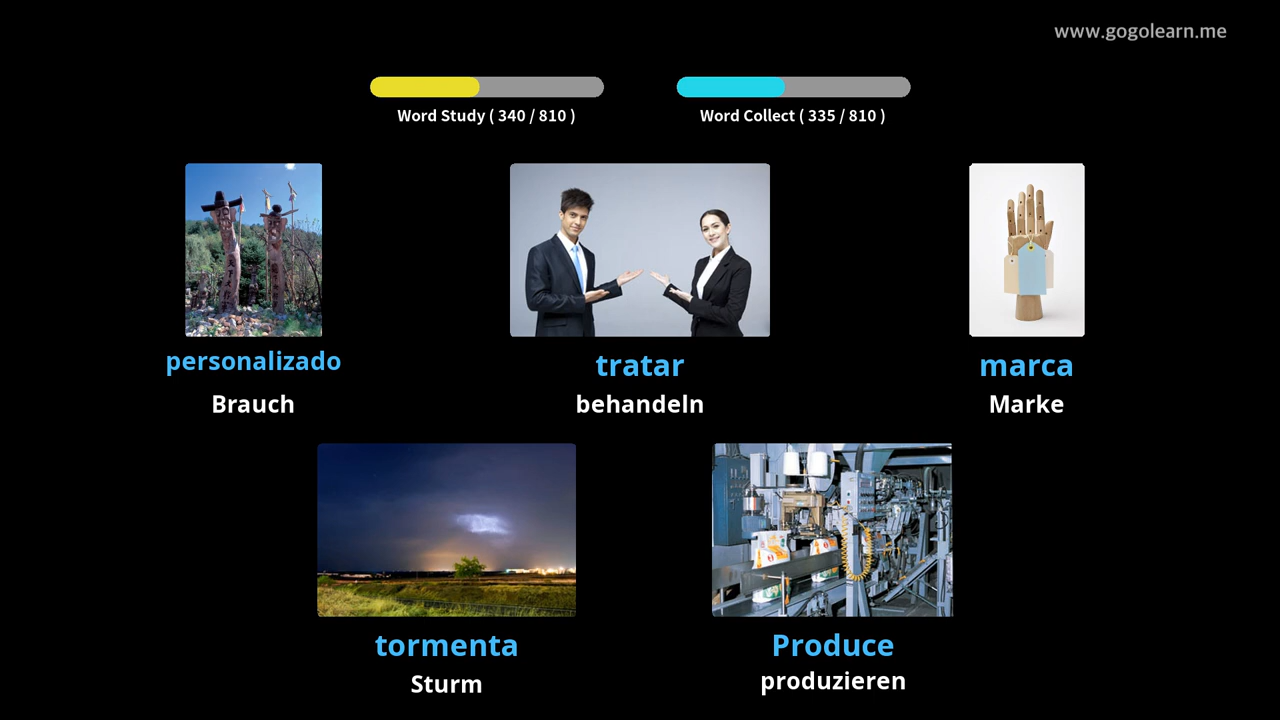 www.gogolearn.me
Word Study ( 340 / 810 )
Word Collect ( 335 / 810 )
personalizado
tratar
marca
Brauch
behandeln
Marke
tormenta
Produce
Sturm
produzieren